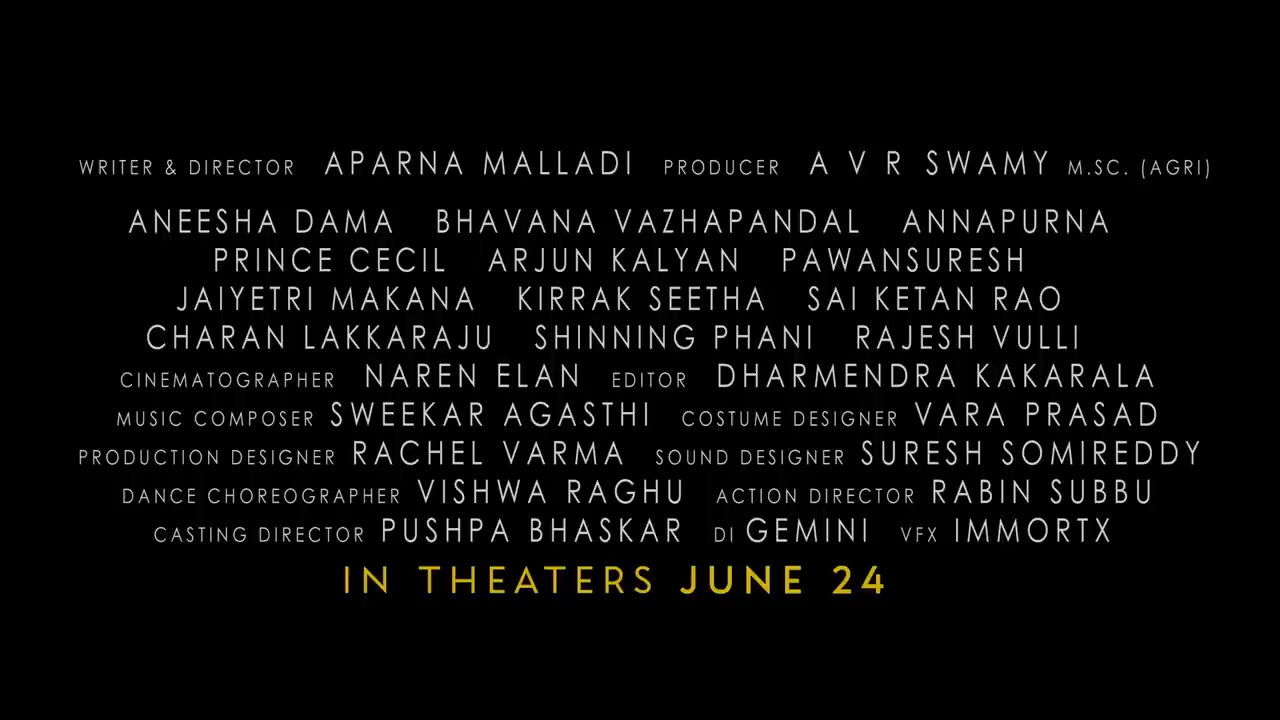 WRITER & DIRECTOR APARNA MALLADI PRODUCER A V R SWAMY M.SC. (AGRI)
ANEESHA DAMA BHAVANA VAZHAPANDAL ANNAPURNA
PRINCE CECIL ARJUN KALYAN PAWANSURESH
JAIYETRI MAKANA KIRRAK SEETHA SAI KETAN RAO
CHARAN LAKKARAJU SHINNING PHANI RAJESH VULLI
CINEMATOGRAPHER NAREN ELAN EDITOR DHARMENDRA KAKARALA
MUSIC COMPOSER SWEEKAR AGASTHI COSTUME DESIGNER VARA PRASAD
PRODUCTION DESIGNER RACHEL VARMA SOUND DESIGNER SURESH SOMIREDDY
DANCE CHOREOGRAPHER VISHWA RAGHU ACTION DIRECTOR RABIN SUBBU
CASTING DIRECTOR PUSHPA BHASKAR DI GEMINI VFX IMMORTX
IN THEATERS JUNE 24